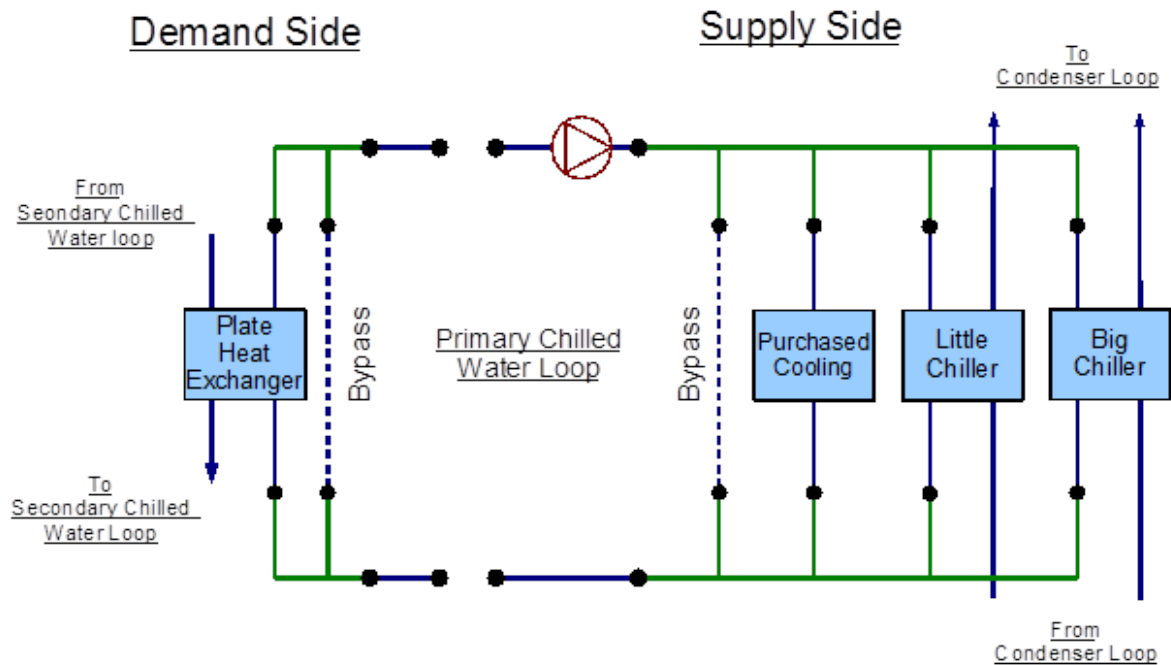 Demand Side
Supply Side
To
Condenser Loop
From
Seondary Chilled
Water loop
Plate
Heat
Exchanger
Bypass
Primary Chilled
Water Loop
Bypass
Purchased
Cooling
Little
Chiller
Big
Chiller
To
Secondary Chilled
Water Loop
From
Condenser Loop